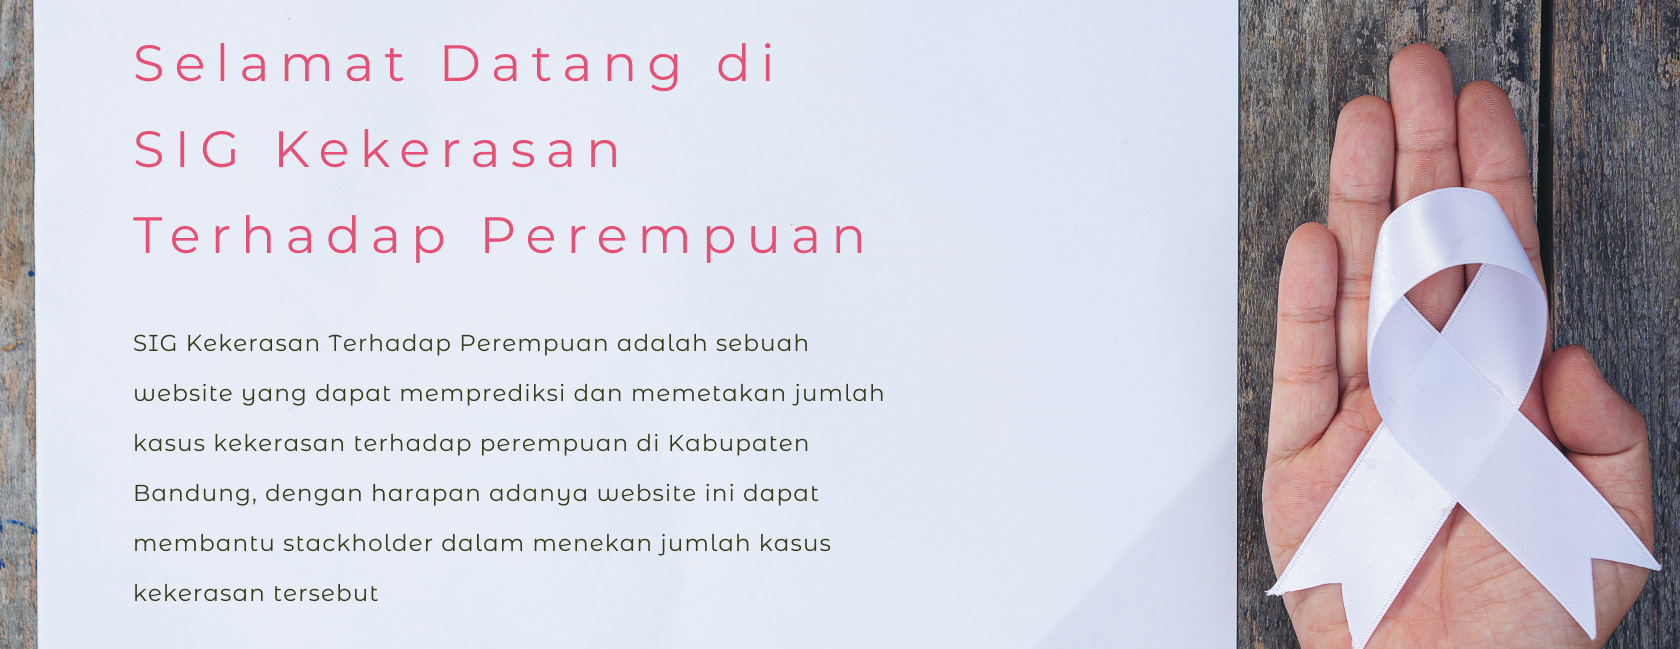 Selamat Datang di
SIG Kekerasan
Terhadap Perempuan
SIG Kekerasan Terhadap Perempuan adalah sebuah
website yang dapat memprediksi dan memetakan jumlah
kasus kekerasan terhadap perempuan di Kabupaten
Bandung, dengan harapan adanya website ini dapat
membantu stackholder dalam menekan jumlah kasus
kekerasan tersebut